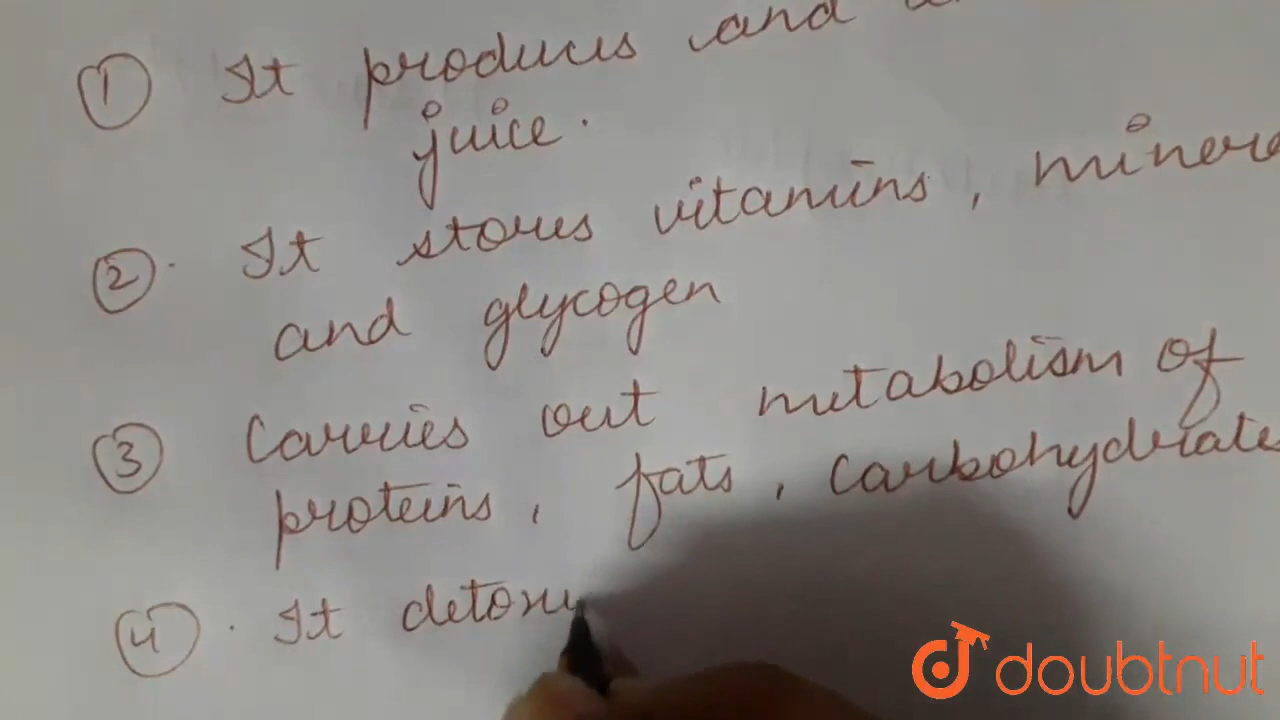 ① It produces and
juice.
② . It stores vitamins, minera
and glycogen
③ Carries out metabolism of
proteins, fats, carbohydrate
④ . It detoxi
doubtnut